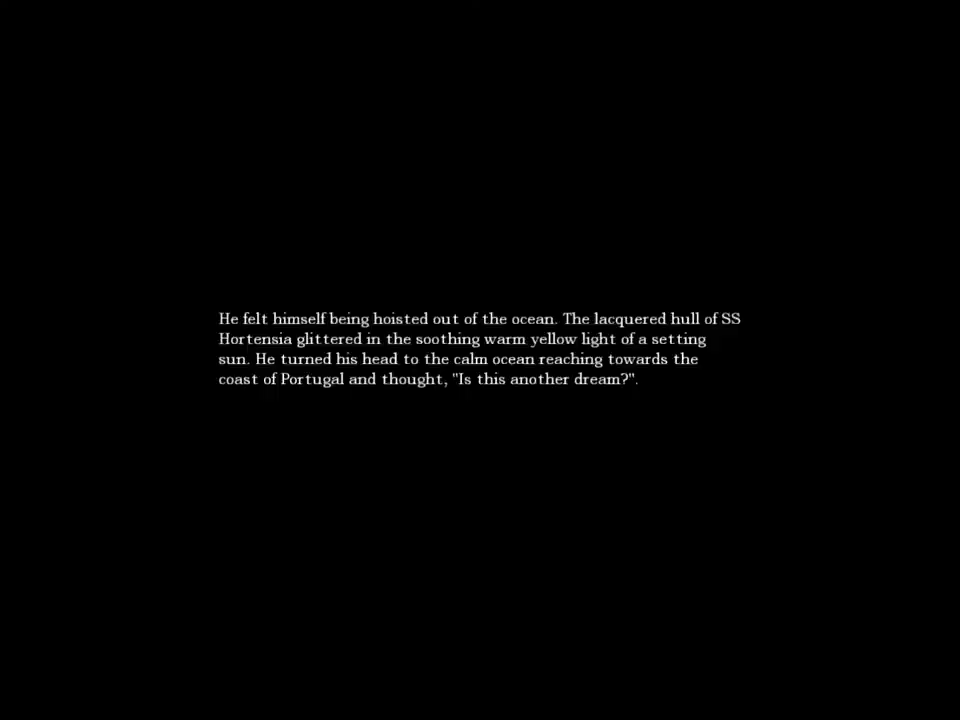 He felt himself being hoisted out of the ocean. The lacquered hull of SS
Hortensia glittered in the soothing warm yellow light of a setting
sun. He turned his head to the calm ocean reaching towards the
coast of Portugal and thought, "Is this another dream?".